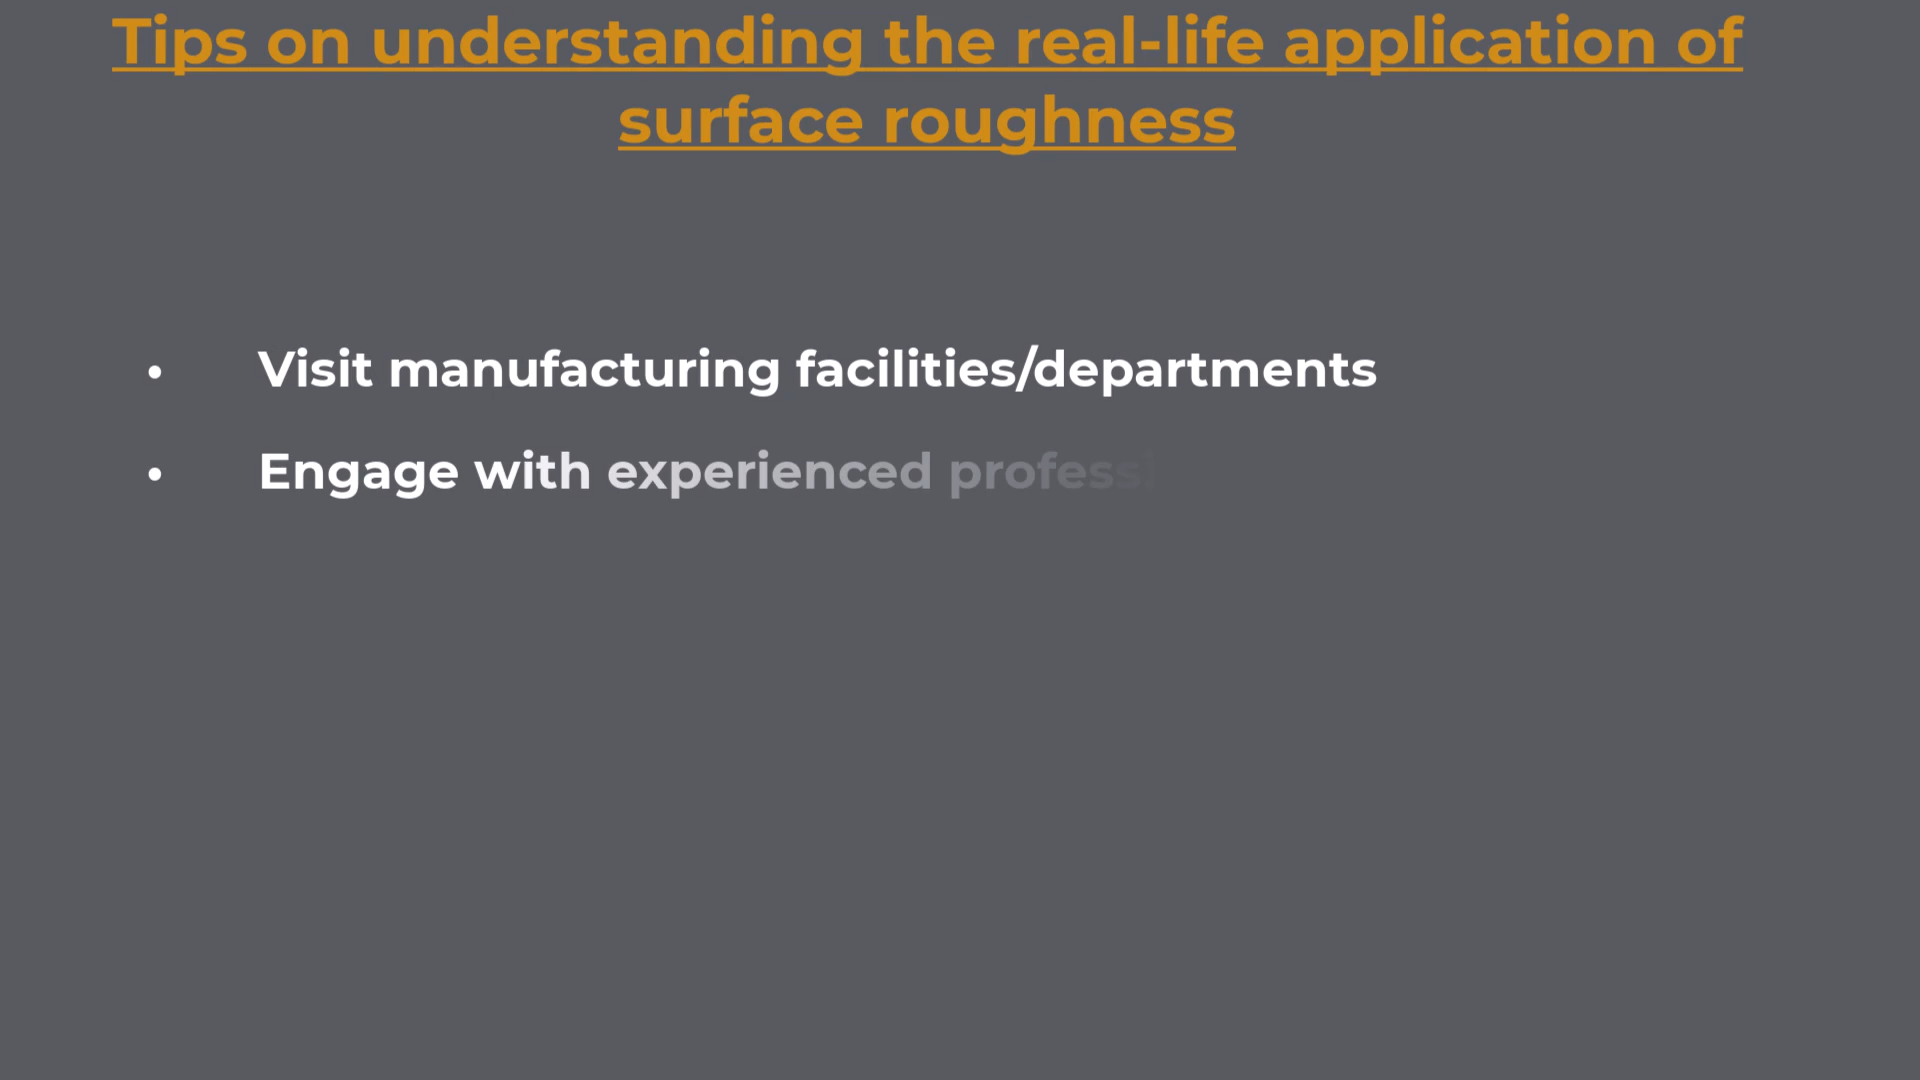 Tips on understanding the real-life application of
surface roughness
• Visit manufacturing facilities/departments
• Engage with experienced professi